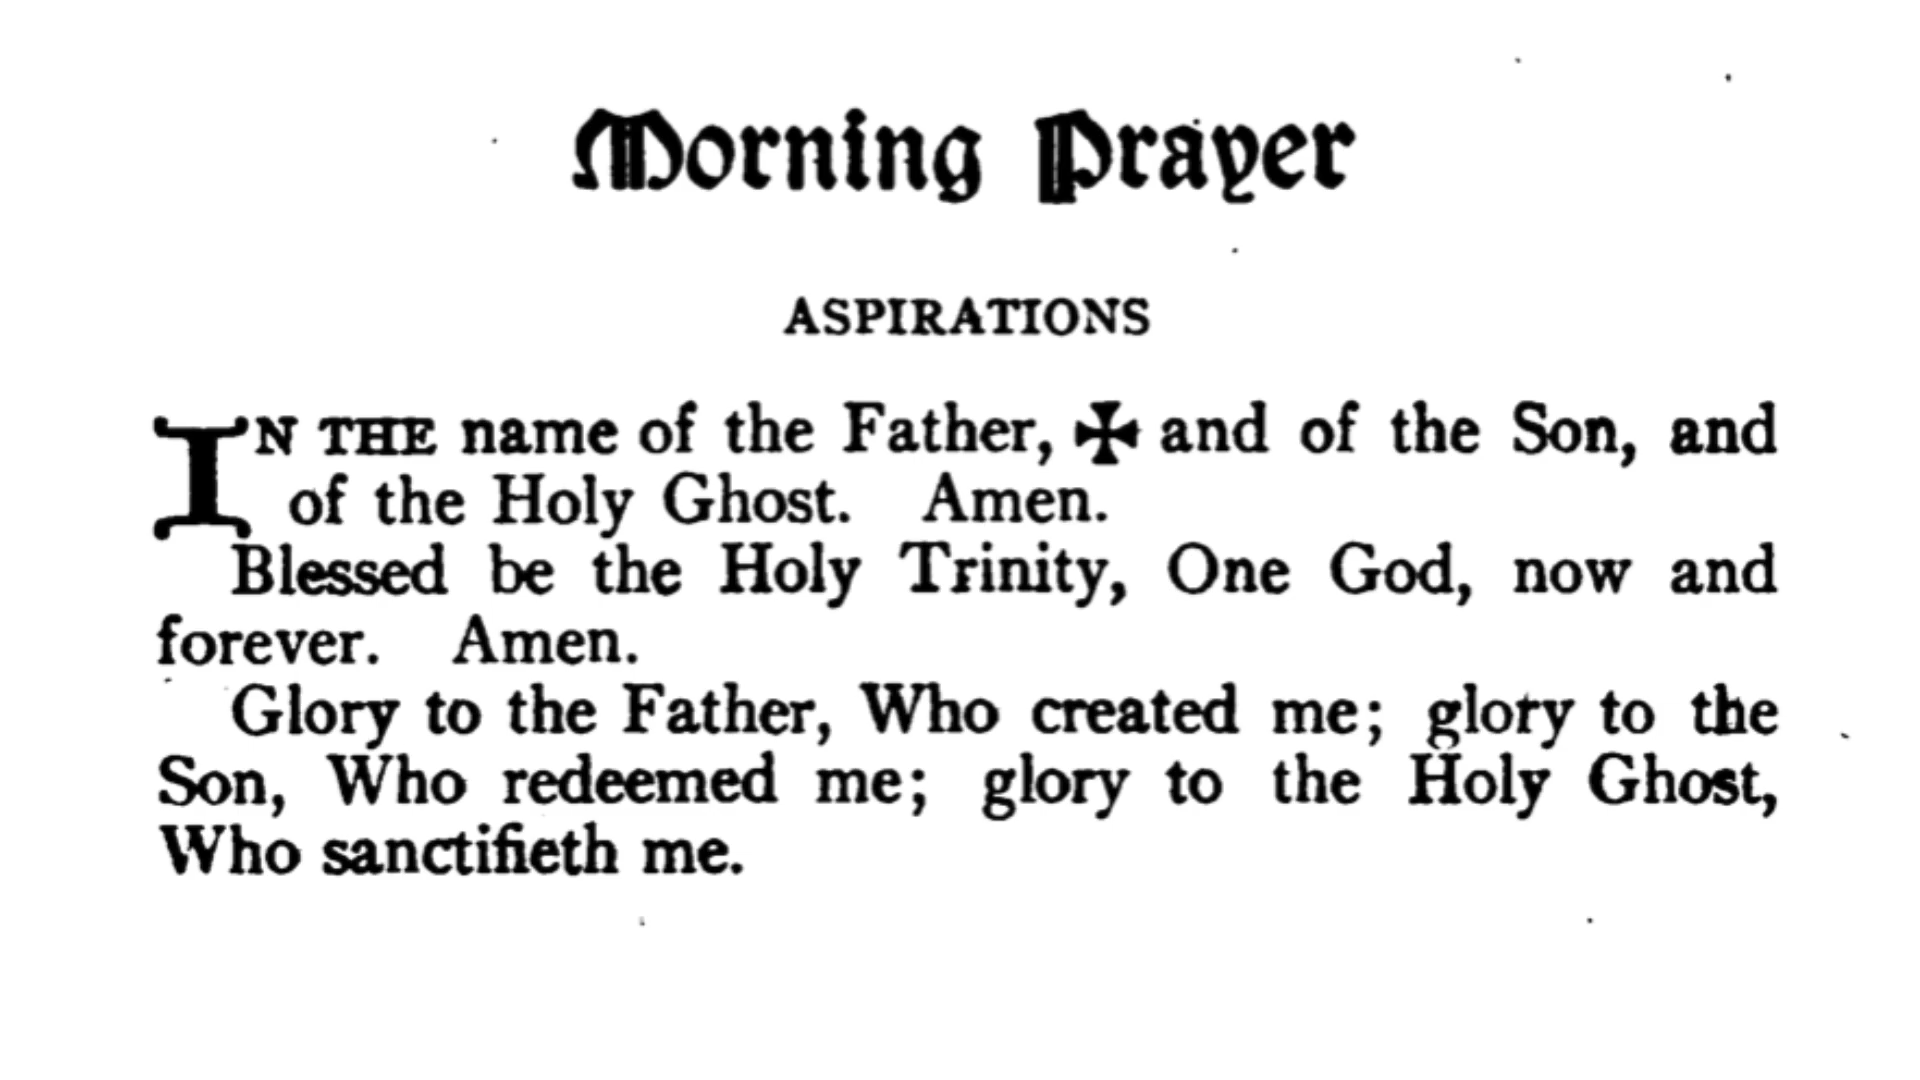 Morning Prayer
ASPIRATIONS
IN THE name of the Father, ✠ and of the Son, and
of the Holy Ghost. Amen.
Blessed be the Holy Trinity, One God, now and
forever. Amen.
Glory to the Father, Who created me; glory to the
Son, Who redeemed me; glory to the Holy Ghost,
Who sanctifieth me.